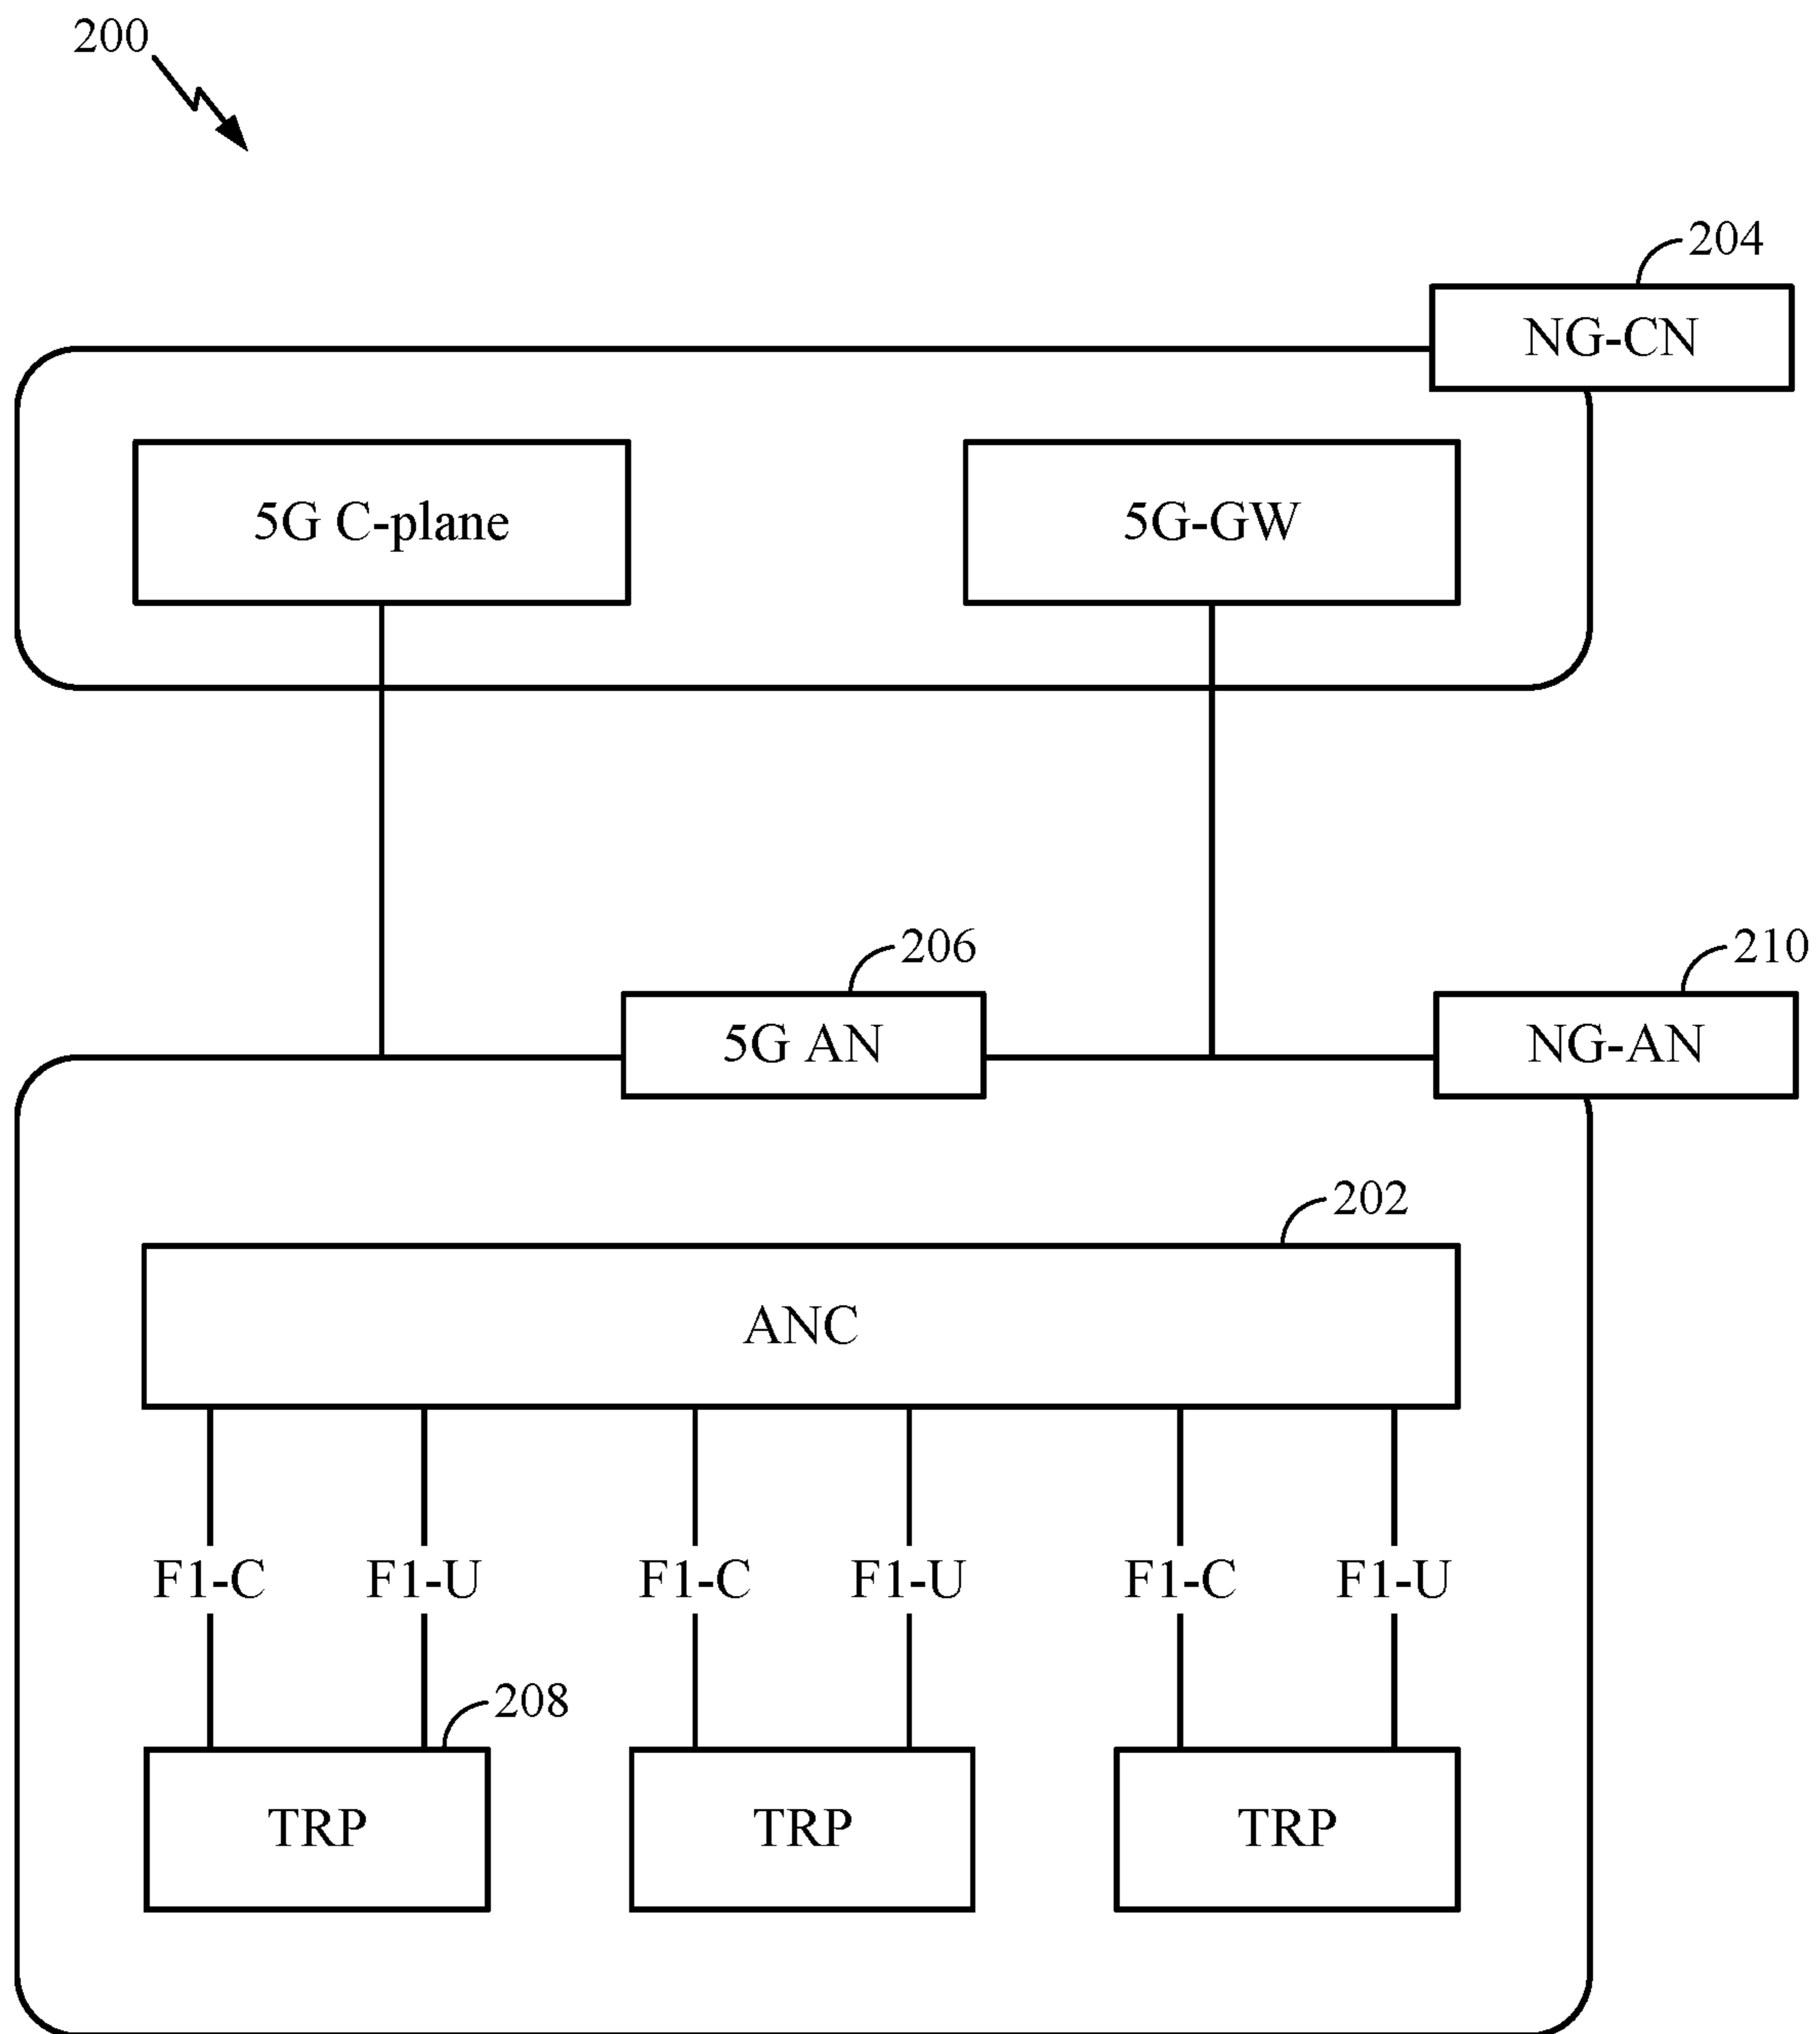 200
204
NG-CN
5G C-plane
5G-GW
206
210
5G AN
NG-AN
202
ANC
F1-C
F1-U
F1-C
F1-U
F1-C
F1-U
208
TRP
TRP
TRP